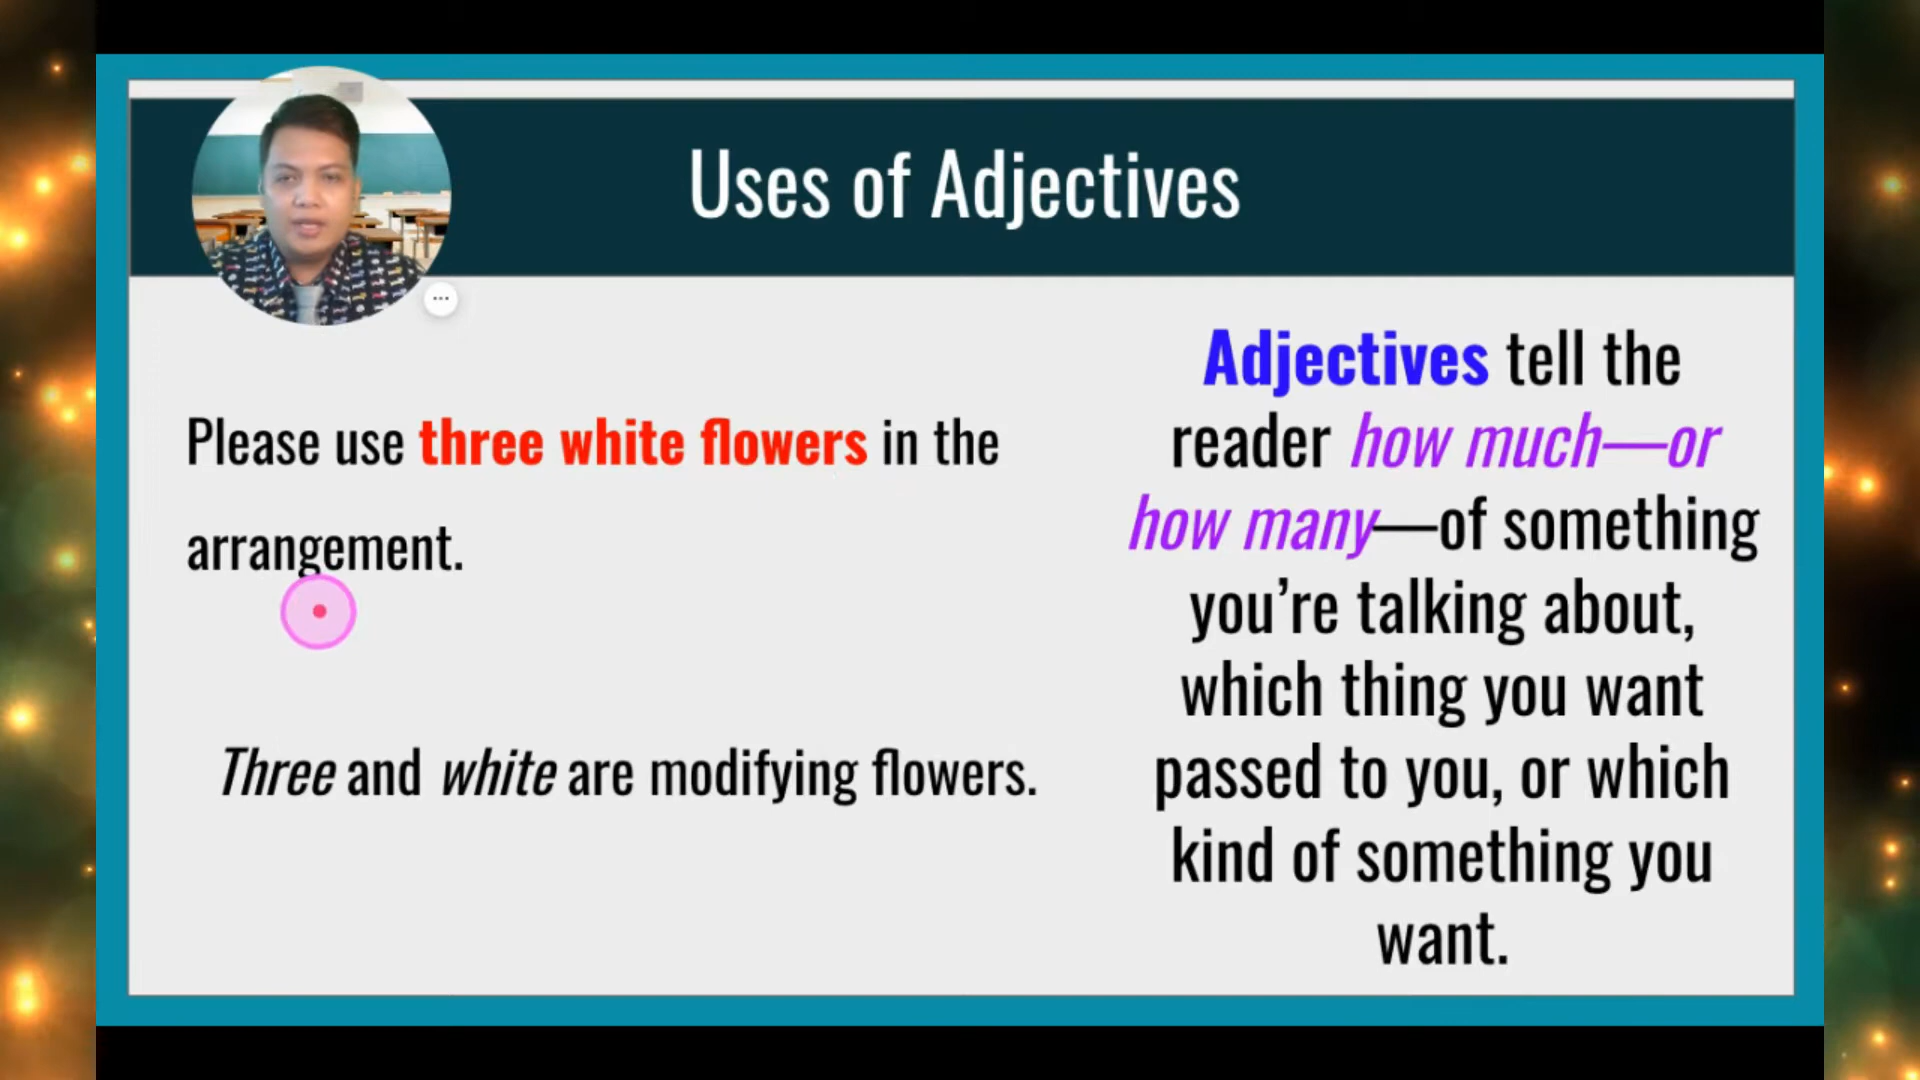 Uses of Adjectives
Please use three white flowers in the
arrangement.
Three and white are modifying flowers.
Adjectives tell the
reader how much—or
how many—of something
you’re talking about,
which thing you want
passed to you, or which
kind of something you
want.